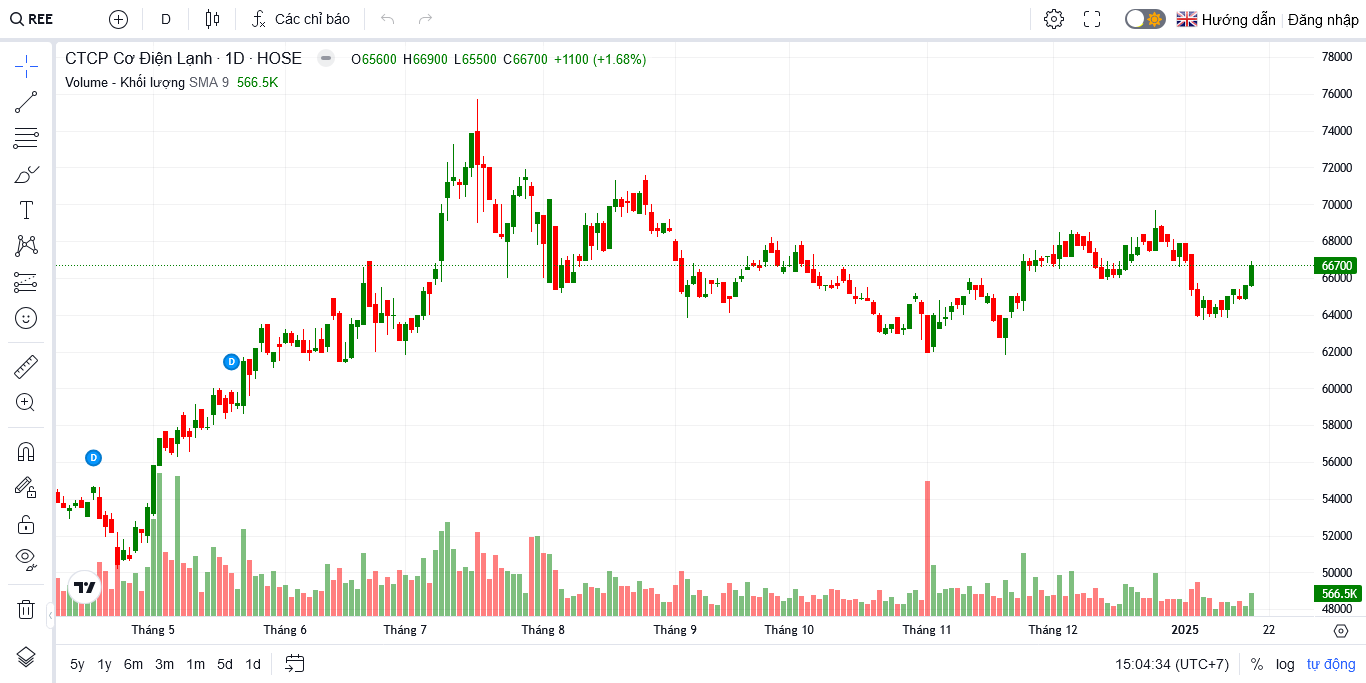 REE D Các chỉ báo Hướng dẫn Đăng nhập
CTCP Cơ Điện Lạnh · 1D · HOSE O65600 H66900 L65500 C66700 +1100 (+1.68%)
Volume - Khối lượng SMA 9 566.5K
78000
76000
74000
72000
70000
68000
66700
66000
64000
62000
60000
58000
56000
54000
52000
50000
566.5K
48000
D
D
Tháng 5 Tháng 6 Tháng 7 Tháng 8 Tháng 9 Tháng 10 Tháng 11 Tháng 12 2025 22
5y 1y 6m 3m 1m 5d 1d 15:04:34 (UTC+7) % log tự động